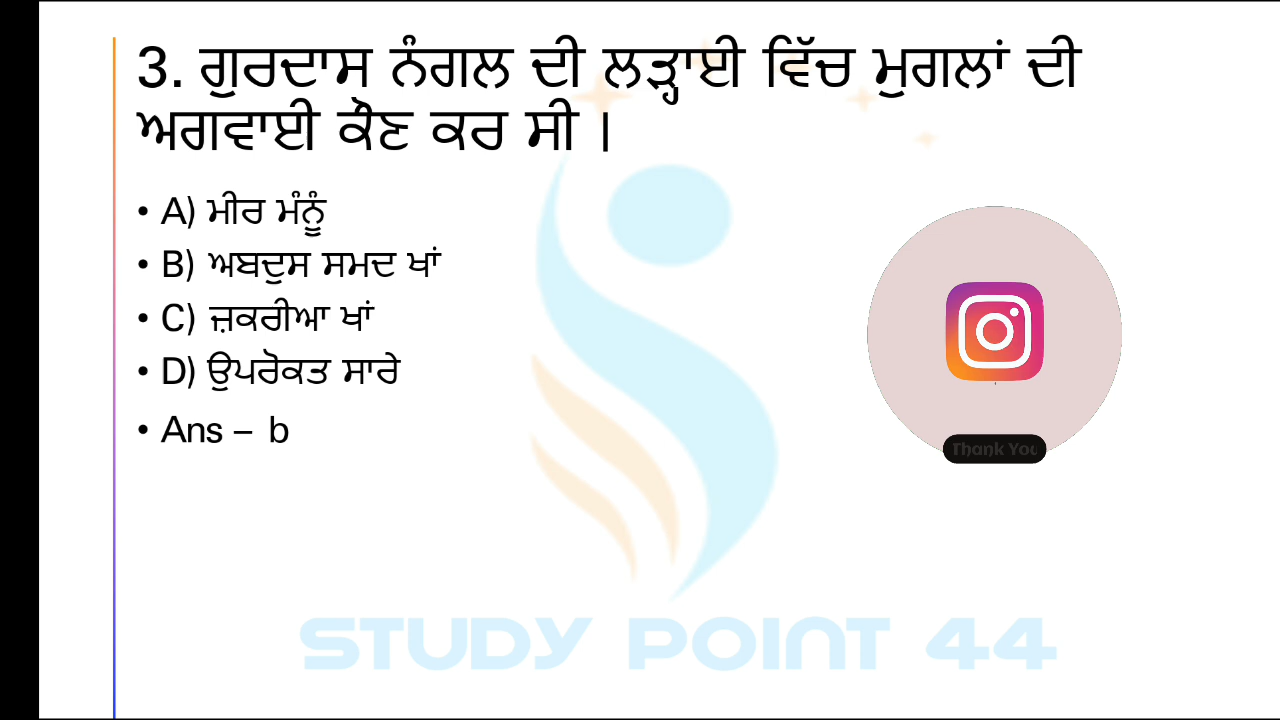 3. ਗੁਰਦਾਸ ਨੰਗਲ ਦੀ ਲੜ੍ਹਾਈ ਵਿੱਚ ਮੁਗਲਾਂ ਦੀ
ਅਗਵਾਈ ਕੌਣ ਕਰ ਸੀ ।
• A) ਮੀਰ ਮੰਨੂੰ
• B) ਅਬਦੁਸ ਸਮਦ ਖਾਂ
• C) ਜ਼ਕਰੀਆ ਖਾਂ
• D) ਉਪਰੋਕਤ ਸਾਰੇ
• Ans – b
Thank You
STUDY POINT 44